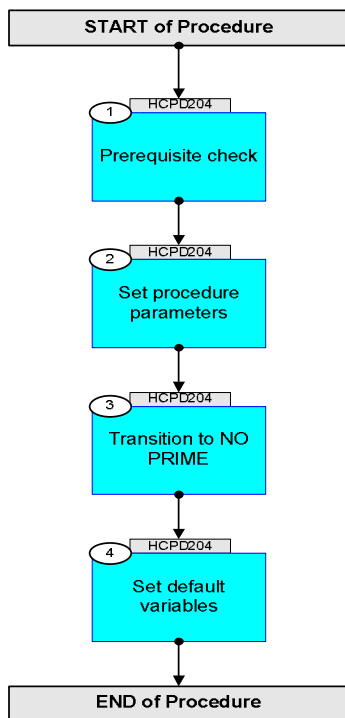 START of Procedure
HCPD204
1
Prerequisite check
HCPD204
2
Set procedure
parameters
HCPD204
3
Transition to NO
PRIME
HCPD204
4
Set default
variables
END of Procedure